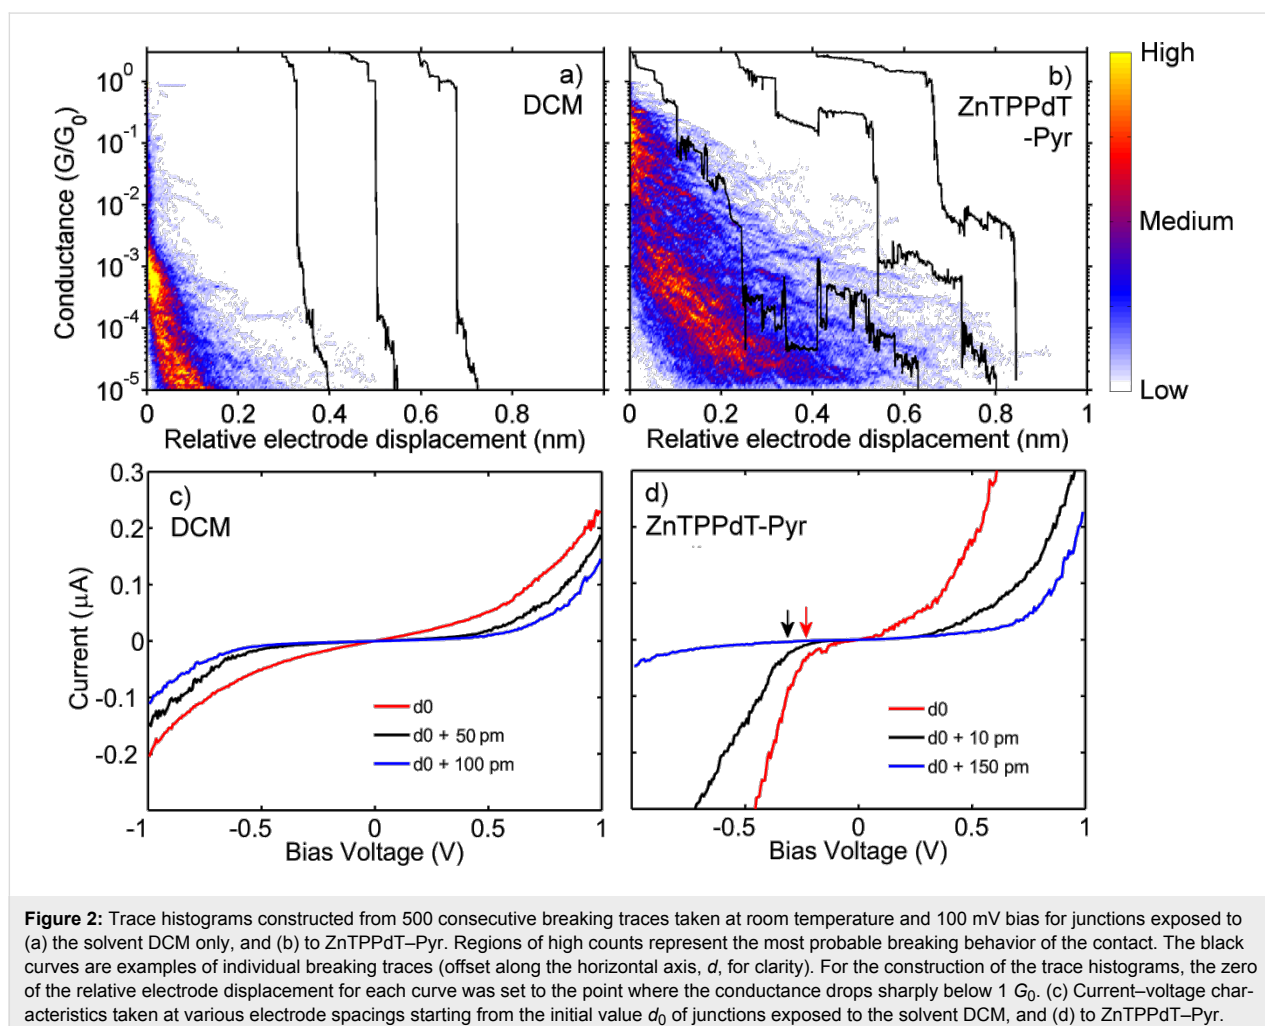 a)
DCM
b)
ZnTPPdT
-Pyr
High
Medium
Low
Conductance (G/G0)
10^0
10^-1
10^-2
10^-3
10^-4
10^-5
0 0.2 0.4 0.6 0.8
Relative electrode displacement (nm)
0 0.2 0.4 0.6 0.8 1
Relative electrode displacement (nm)
c)
DCM
Current (μA)
0.3
0.2
0.1
0
-0.1
-0.2
d0
d0 + 50 pm
d0 + 100 pm
-1 -0.5 0 0.5 1
Bias Voltage (V)
d)
ZnTPPdT-Pyr
d0
d0 + 10 pm
d0 + 150 pm
-0.5 0 0.5 1
Bias Voltage (V)
Figure 2: Trace histograms constructed from 500 consecutive breaking traces taken at room temperature and 100 mV bias for junctions exposed to
(a) the solvent DCM only, and (b) to ZnTPPdT–Pyr. Regions of high counts represent the most probable breaking behavior of the contact. The black
curves are examples of individual breaking traces (offset along the horizontal axis, d, for clarity). For the construction of the trace histograms, the zero
of the relative electrode displacement for each curve was set to the point where the conductance drops sharply below 1 G0. (c) Current–voltage char-
acteristics taken at various electrode spacings starting from the initial value d0 of junctions exposed to the solvent DCM, and (d) to ZnTPPdT–Pyr.